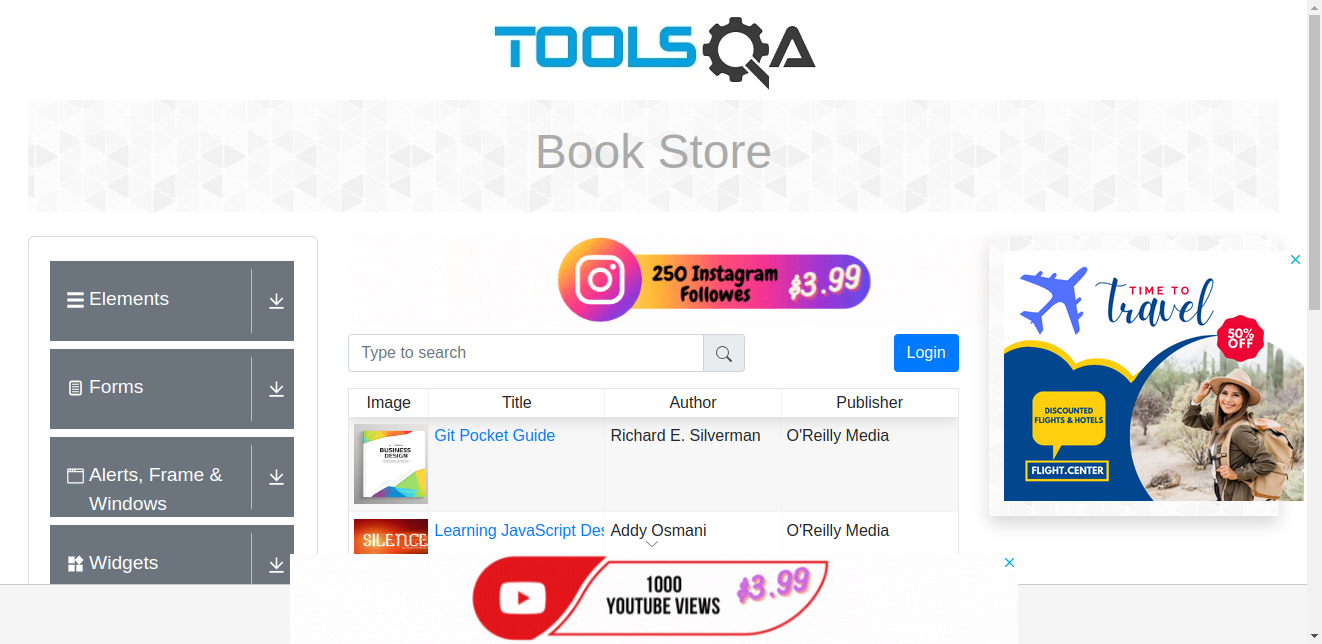 TOOLSQA
Book Store
Elements
Forms
Alerts, Frame &
Windows
Widgets
250 Instagram
Followes
$3.99
Type to search
Login
Image
Title
Author
Publisher
BUSINESS
DESIGN
Git Pocket Guide
Richard E. Silverman
O'Reilly Media
SILENCE
Learning JavaScript Des
Addy Osmani
O'Reilly Media
TIME TO
travel
50%
OFF
DISCOUNTED
FLIGHTS & HOTELS
FLIGHT.CENTER
1000
YOUTUBE VIEWS
$3.99